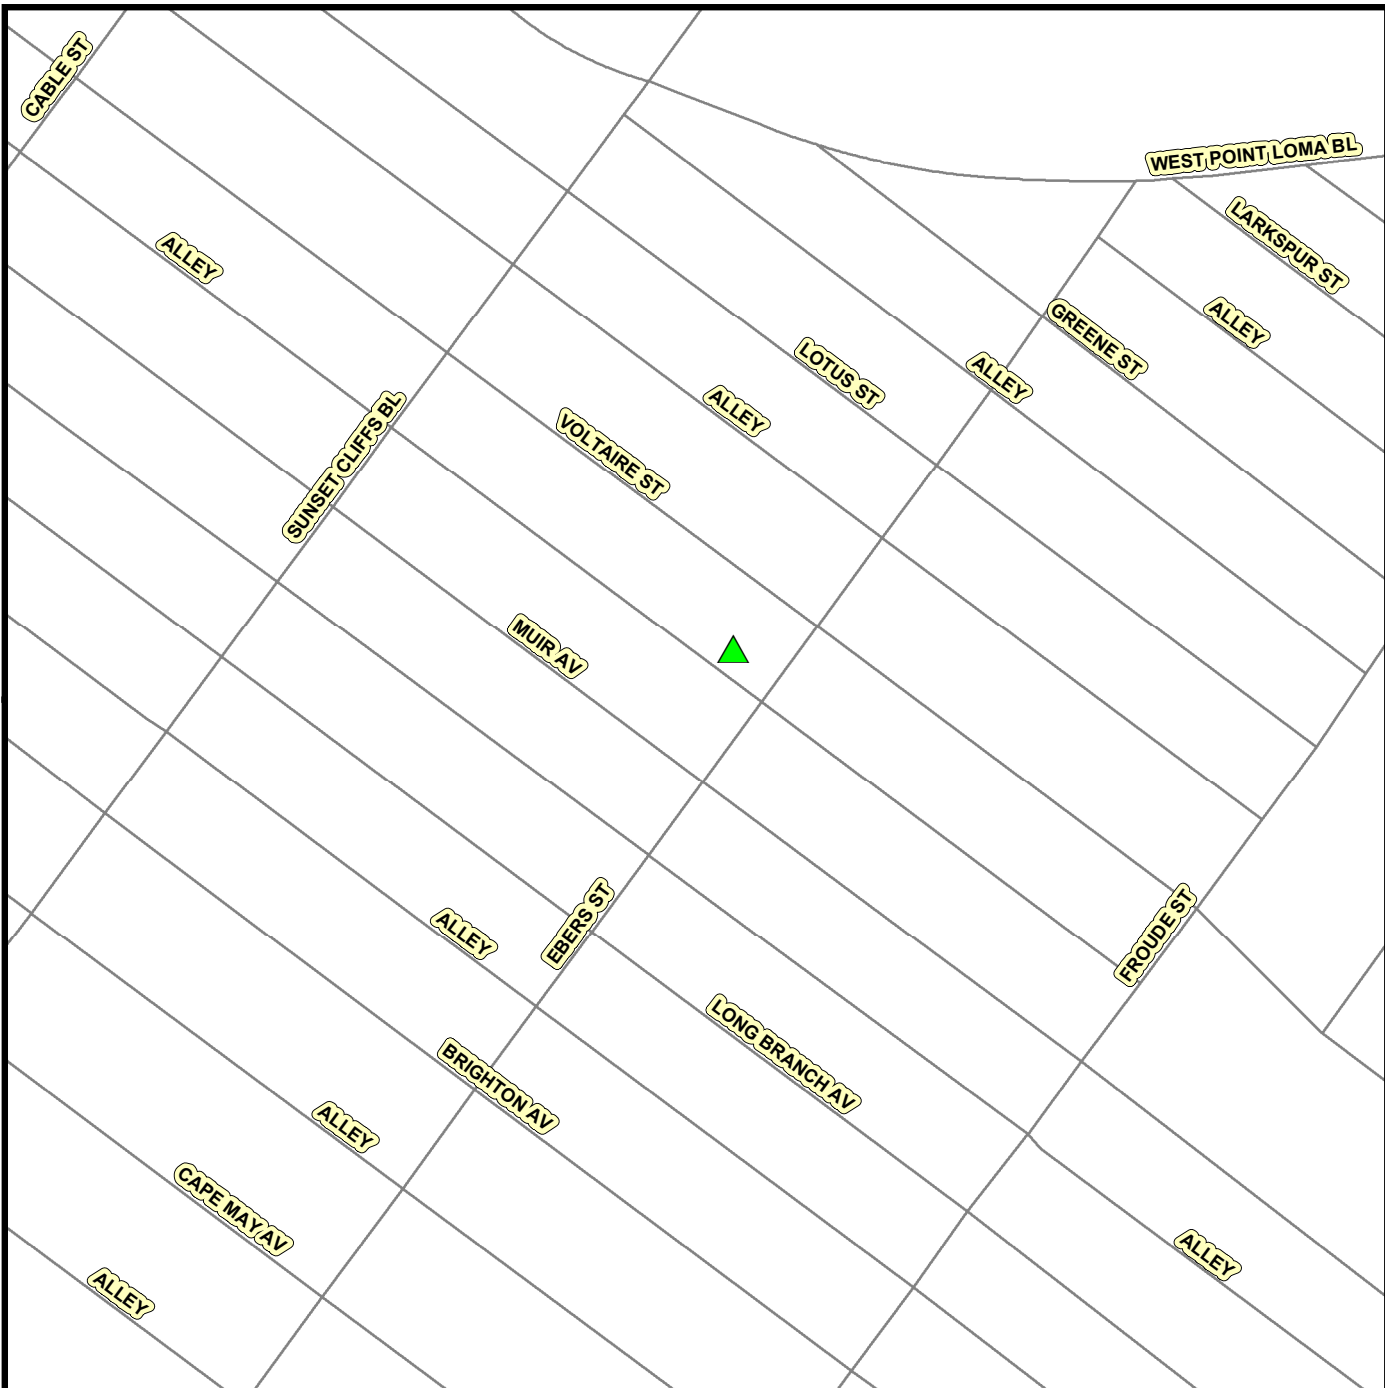 CABLE ST
WEST POINT LOMA BL
LARKSPUR ST
ALLEY
ALLEY
GREENE ST
LOTUS ST
ALLEY
ALLEY
SUNSET CLIFFS BL
VOLTAIRE ST
MUIR AV
ALLEY
EBERS ST
FROUDE ST
LONG BRANCH AV
BRIGHTON AV
ALLEY
CAPE MAY AV
ALLEY
ALLEY